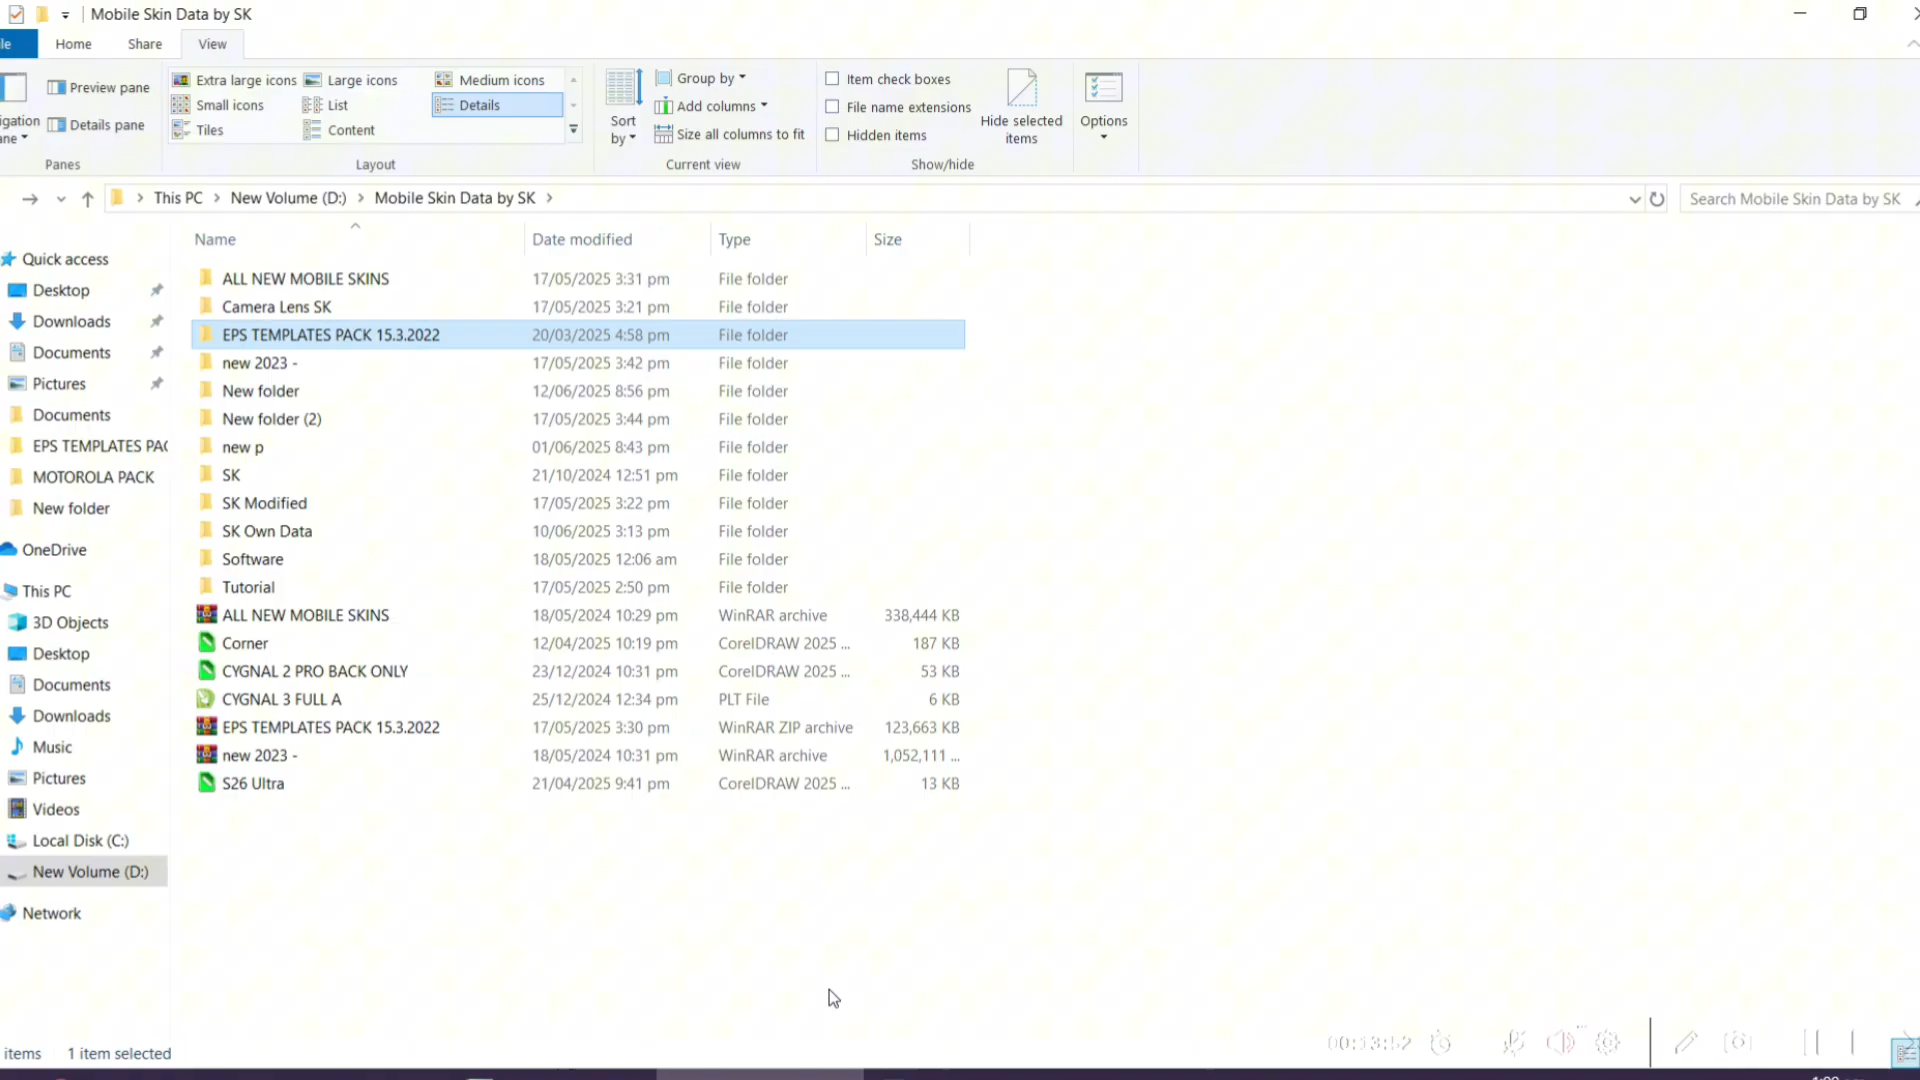 Mobile Skin Data by SK
Home Share View
Preview pane
Details pane
Panes
Extra large icons Large icons Medium icons
Small icons List Details
Tiles Content
Layout
Sort by
Group by
Add columns
Size all columns to fit
Current view
Item check boxes
File name extensions
Hidden items
Hide selected items
Show/hide
Options
This PC > New Volume (D:) > Mobile Skin Data by SK >
Search Mobile Skin Data by SK
Quick access
Desktop
Downloads
Documents
Pictures
Documents
EPS TEMPLATES PAC
MOTOROLA PACK
New folder
OneDrive
This PC
3D Objects
Desktop
Documents
Downloads
Music
Pictures
Videos
Local Disk (C:)
New Volume (D:)
Network
Name Date modified Type Size
ALL NEW MOBILE SKINS 17/05/2025 3:31 pm File folder
Camera Lens SK 17/05/2025 3:21 pm File folder
EPS TEMPLATES PACK 15.3.2022 20/03/2025 4:58 pm File folder
new 2023 - 17/05/2025 3:42 pm File folder
New folder 12/06/2025 8:56 pm File folder
New folder (2) 17/05/2025 3:44 pm File folder
new p 01/06/2025 8:43 pm File folder
SK 21/10/2024 12:51 pm File folder
SK Modified 17/05/2025 3:22 pm File folder
SK Own Data 10/06/2025 3:13 pm File folder
Software 18/05/2025 12:06 am File folder
Tutorial 17/05/2025 2:50 pm File folder
ALL NEW MOBILE SKINS 18/05/2024 10:29 pm WinRAR archive 338,444 KB
Corner 12/04/2025 10:19 pm CorelDRAW 2025 ... 187 KB
CYGNAL 2 PRO BACK ONLY 23/12/2024 10:31 pm CorelDRAW 2025 ... 53 KB
CYGNAL 3 FULL A 25/12/2024 12:34 pm PLT File 6 KB
EPS TEMPLATES PACK 15.3.2022 17/05/2025 3:30 pm WinRAR ZIP archive 123,663 KB
new 2023 - 18/05/2024 10:31 pm WinRAR archive 1,052,111 ...
S26 Ultra 21/04/2025 9:41 pm CorelDRAW 2025 ... 13 KB
items 1 item selected
00:13:52